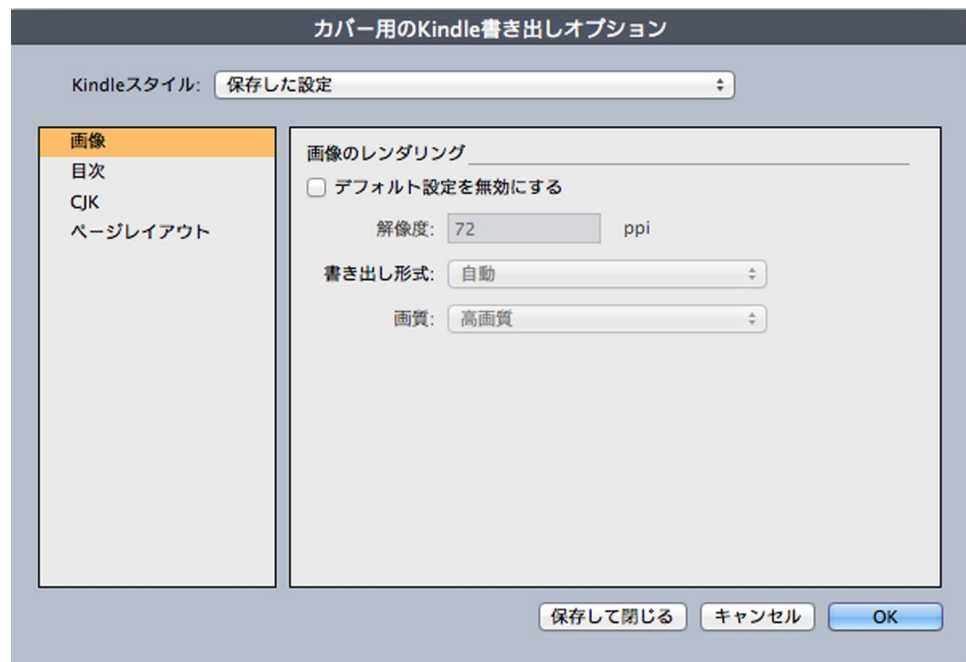 カバー用のKindle書き出しオプション
Kindleスタイル: 保存した設定
画像
目次
CJK
ページレイアウト
画像のレンダリング
デフォルト設定を無効にする
解像度: 72 ppi
書き出し形式: 自動
画質: 高画質
保存して閉じる キャンセル OK